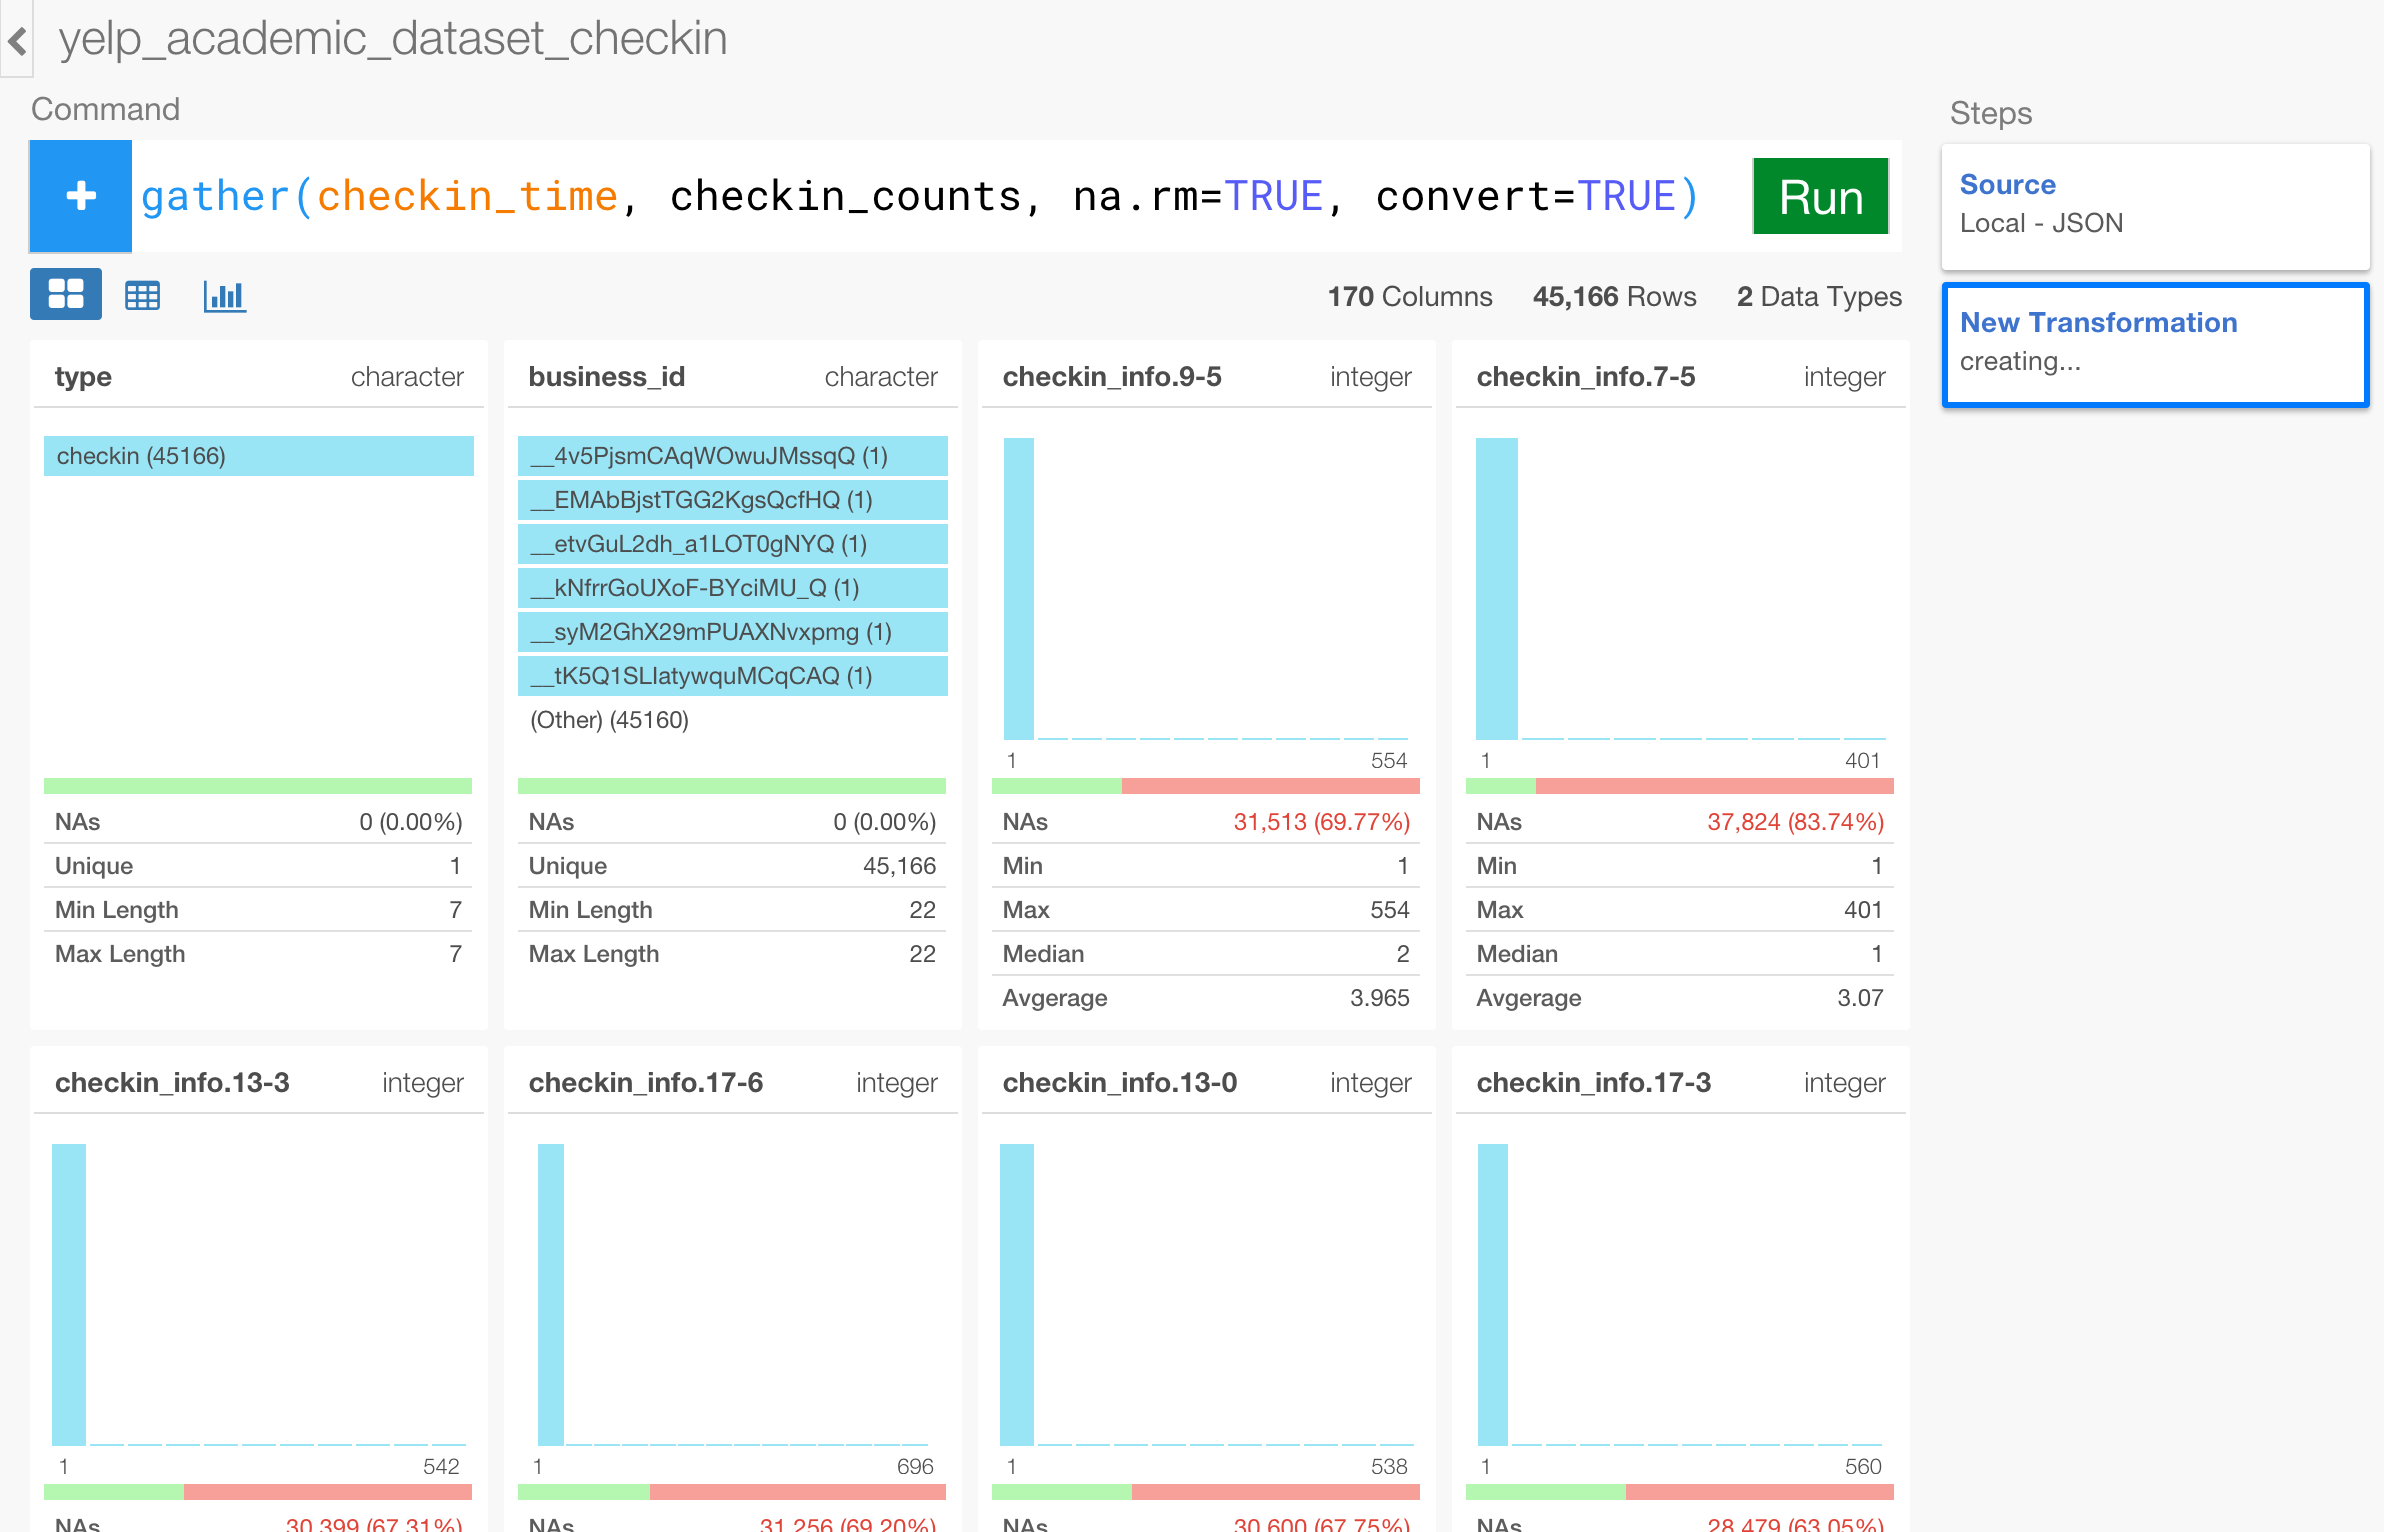 yelp_academic_dataset_checkin
Command
Steps
+ gather(checkin_time, checkin_counts, na.rm=TRUE, convert=TRUE) Run
Source
Local - JSON
170 Columns 45,166 Rows 2 Data Types
New Transformation
creating...
type character
checkin (45166)
NAs 0 (0.00%)
Unique 1
Min Length 7
Max Length 7
business_id character
__4v5PjsmCAqWOwuJMssqQ (1)
__EMAbBjstTGG2KgsQcfHQ (1)
__etvGuL2dh_a1LOT0gNYQ (1)
__kNfrrGoUXoF-BYciMU_Q (1)
__syM2GhX29mPUAXNvxpmg (1)
__tK5Q1SLlatywquMCqCAQ (1)
(Other) (45160)
NAs 0 (0.00%)
Unique 45,166
Min Length 22
Max Length 22
checkin_info.9-5 integer
1 554
NAs 31,513 (69.77%)
Min 1
Max 554
Median 2
Avgerage 3.965
checkin_info.7-5 integer
1 401
NAs 37,824 (83.74%)
Min 1
Max 401
Median 1
Avgerage 3.07
checkin_info.13-3 integer
1 542
NAs 30,399 (67.31%)
checkin_info.17-6 integer
1 696
NAs 31,256 (69.20%)
checkin_info.13-0 integer
1 538
NAs 30,600 (67.75%)
checkin_info.17-3 integer
1 560
NAs 28,479 (63.05%)